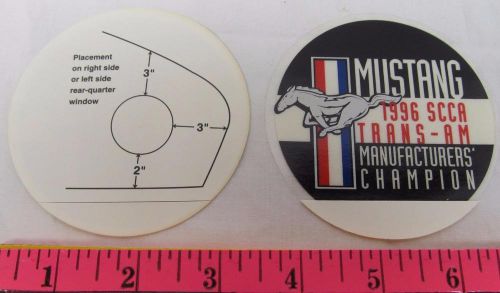 Placement
on right side
or left side
rear-quarter
window
3"
3"
2"
MUSTANG
1996 SCCA
TRANS-AM
MANUFACTURERS'
CHAMPION
1 2 3 4 5 6